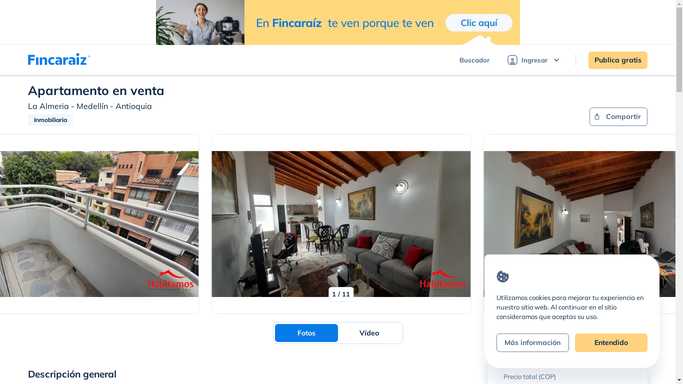 En Fincaraíz te ven porque te ven
Clic aquí
Fincaraíz
Buscador
Ingresar
Publica gratis
Apartamento en venta
La Almeria - Medellín - Antioquia
Inmobiliaria
Compartir
Habitamos
Habitamos
1 / 11
Utilizamos cookies para mejorar tu experiencia en
nuestro sitio web. Al continuar en el sitio
consideramos que aceptas su uso.
Más información
Entendido
Fotos
Vídeo
Descripción general
Precio total (COP)